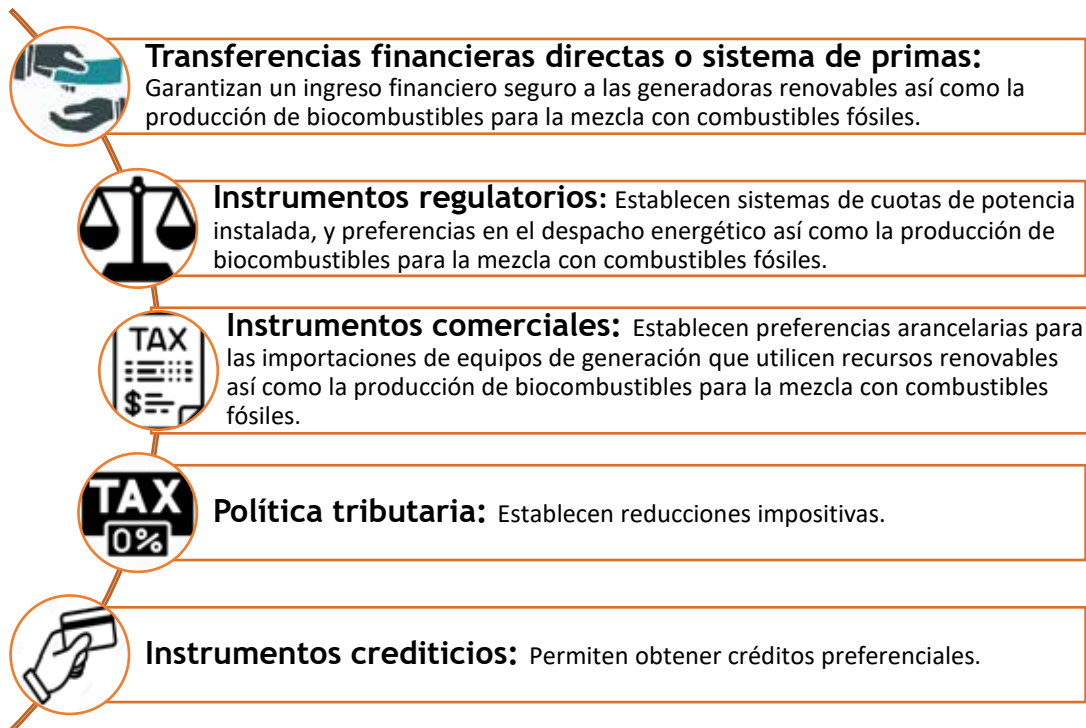 Transferencias financieras directas o sistema de primas:
Garantizan un ingreso financiero seguro a las generadoras renovables así como la
producción de biocombustibles para la mezcla con combustibles fósiles.
Instrumentos regulatorios: Establecen sistemas de cuotas de potencia
instalada, y preferencias en el despacho energético así como la producción de
biocombustibles para la mezcla con combustibles fósiles.
TAX
$
Instrumentos comerciales: Establecen preferencias arancelarias para
las importaciones de equipos de generación que utilicen recursos renovables
así como la producción de biocombustibles para la mezcla con combustibles
fósiles.
TAX
0%
Política tributaria: Establecen reducciones impositivas.
Instrumentos crediticios: Permiten obtener créditos preferenciales.